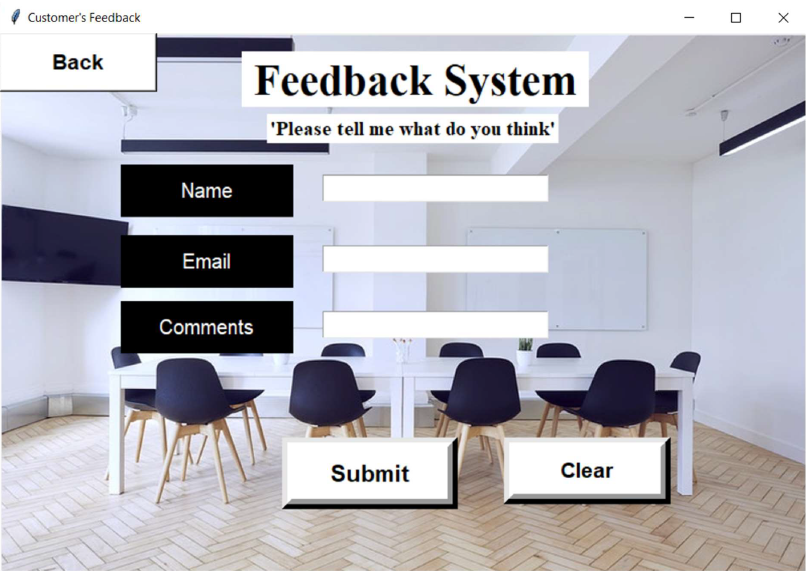 Customer's Feedback
Back
Feedback System
'Please tell me what do you think'
Name
Email
Comments
Submit
Clear